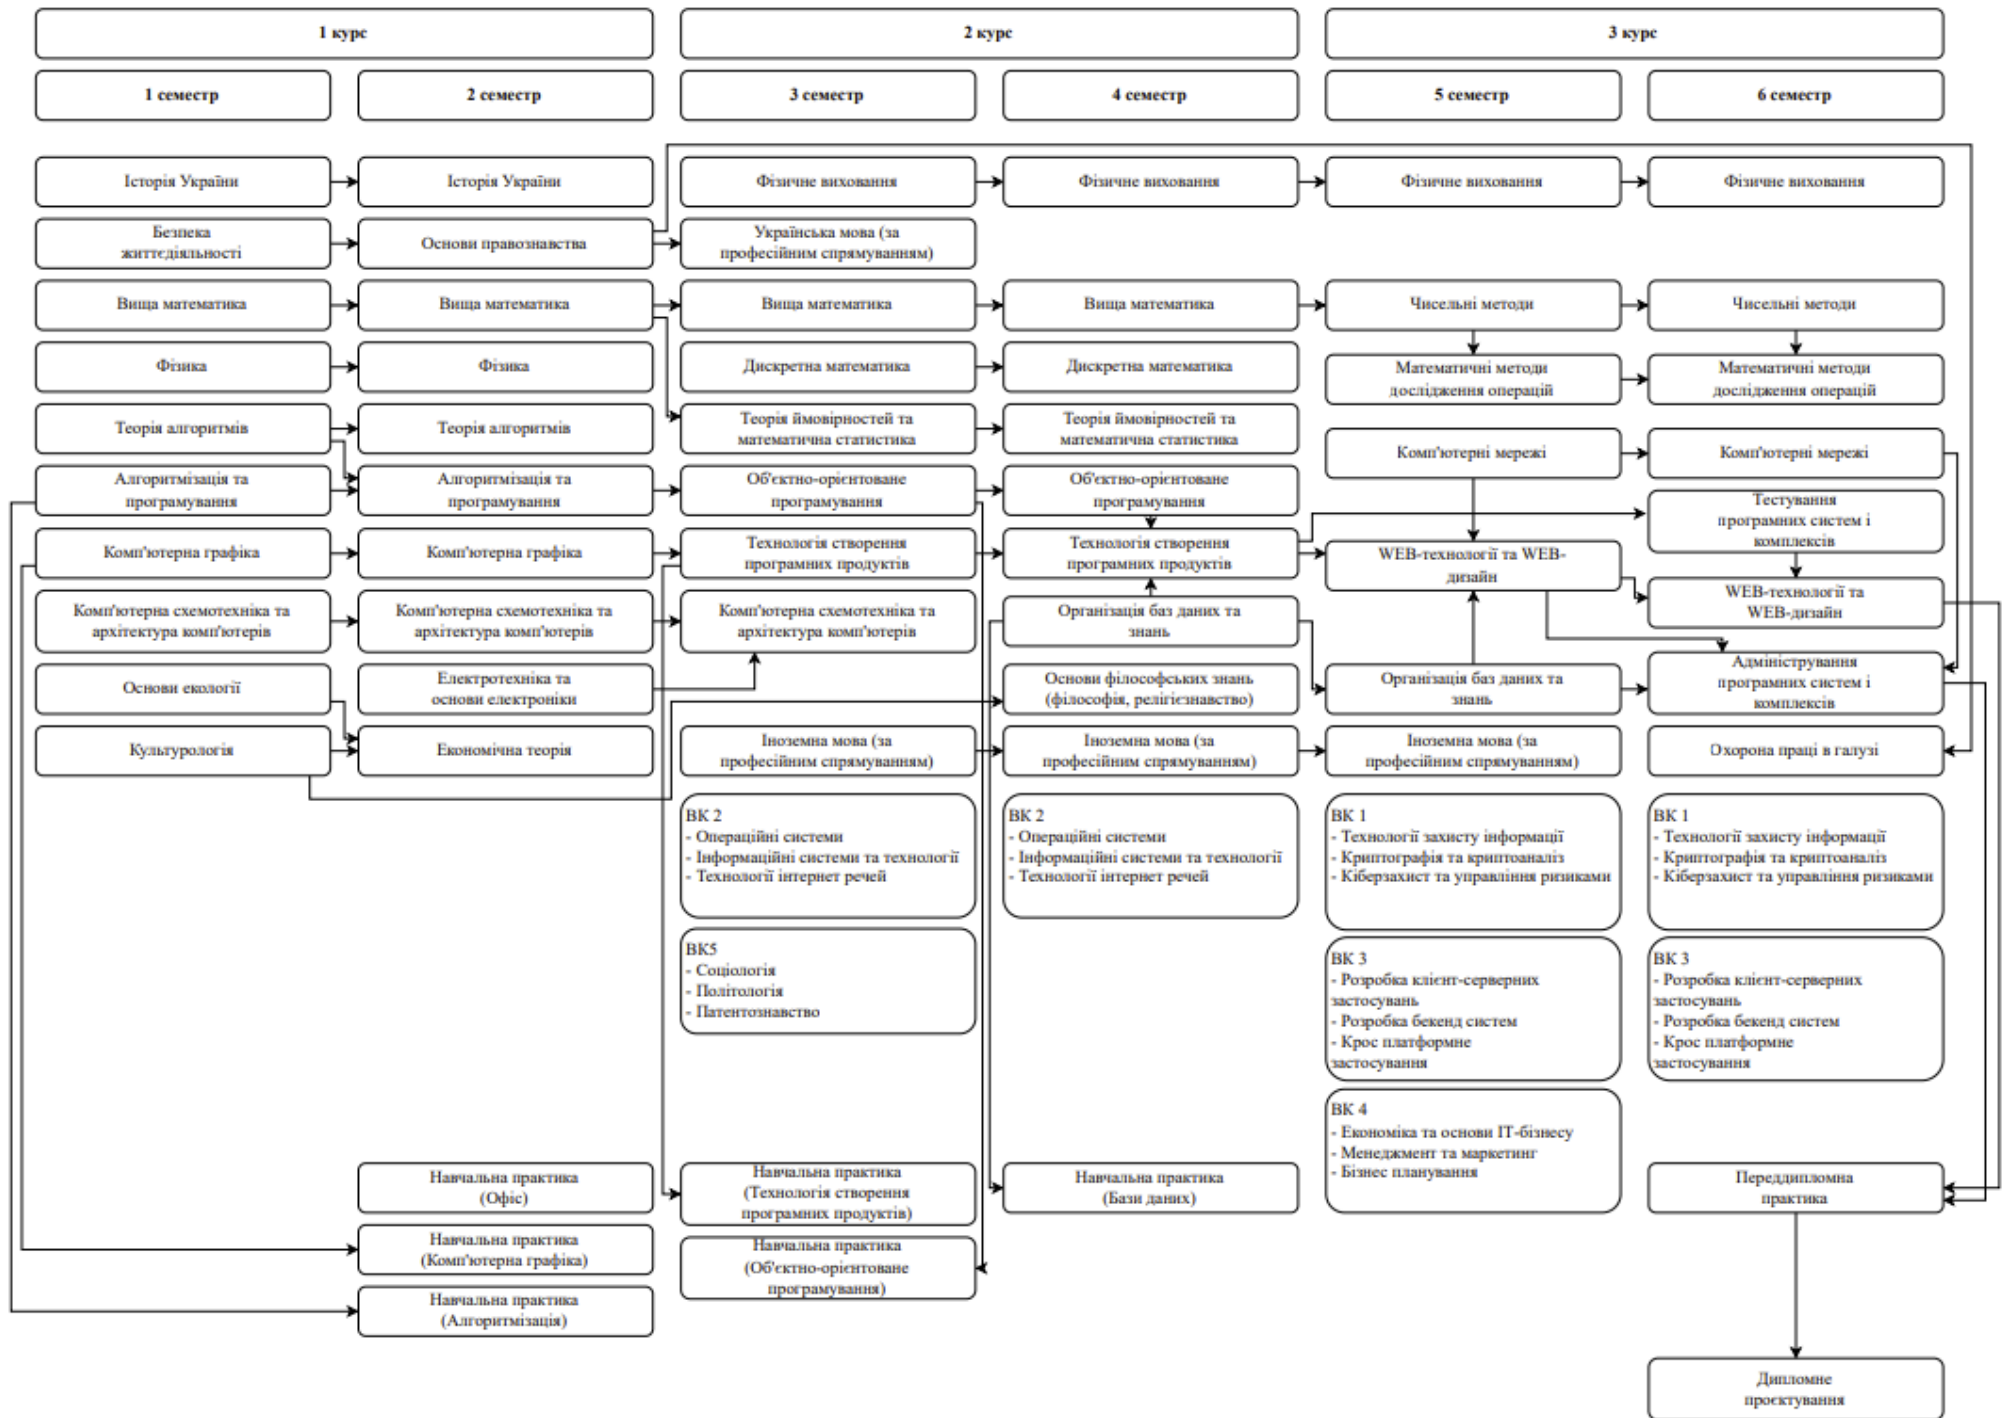 1 курс
2 курс
3 курс
1 семестр
2 семестр
3 семестр
4 семестр
5 семестр
6 семестр
Історія України
Історія України
Фізичне виховання
Фізичне виховання
Фізичне виховання
Фізичне виховання
Безпека
життєдіяльності
Основи правознавства
Українська мова (за
професійним спрямуванням)
Вища математика
Вища математика
Вища математика
Вища математика
Чисельні методи
Чисельні методи
Фізика
Фізика
Дискретна математика
Дискретна математика
Математичні методи
дослідження операцій
Математичні методи
дослідження операцій
Теорія алгоритмів
Теорія алгоритмів
Теорія ймовірностей та
математична статистика
Теорія ймовірностей та
математична статистика
Комп'ютерні мережі
Комп'ютерні мережі
Алгоритмізація та
програмування
Алгоритмізація та
програмування
Об'єктно-орієнтоване
програмування
Об'єктно-орієнтоване
програмування
Тестування
програмних систем і
комплексів
Комп'ютерна графіка
Комп'ютерна графіка
Технологія створення
програмних продуктів
Технологія створення
програмних продуктів
WEB-технології та WEB-
дизайн
WEB-технології та
WEB-дизайн
Комп'ютерна схемотехніка та
архітектура комп'ютерів
Комп'ютерна схемотехніка та
архітектура комп'ютерів
Комп'ютерна схемотехніка та
архітектура комп'ютерів
Організація баз даних та
знань
Основи екології
Електротехніка та
основи електроніки
Основи філософських знань
(філософія, релігієзнавство)
Організація баз даних та
знань
Адміністрування
програмних систем і
комплексів
Культурологія
Економічна теорія
Іноземна мова (за
професійним спрямуванням)
Іноземна мова (за
професійним спрямуванням)
Іноземна мова (за
професійним спрямуванням)
Охорона праці в галузі
ВК 2
- Операційні системи
- Інформаційні системи та технології
- Технології інтернет речей
ВК 2
- Операційні системи
- Інформаційні системи та технології
- Технології інтернет речей
ВК 1
- Технології захисту інформації
- Криптографія та криптоаналіз
- Кіберзахист та управління ризиками
ВК 1
- Технології захисту інформації
- Криптографія та криптоаналіз
- Кіберзахист та управління ризиками
ВК5
- Соціологія
- Політологія
- Патентознавство
ВК 3
- Розробка клієнт-серверних
застосувань
- Розробка бекенд систем
- Крос платформне
застосування
ВК 3
- Розробка клієнт-серверних
застосувань
- Розробка бекенд систем
- Крос платформне
застосування
ВК 4
- Економіка та основи IT-бізнесу
- Менеджмент та маркетинг
- Бізнес планування
Навчальна практика
(Офіс)
Навчальна практика
(Технологія створення
програмних продуктів)
Навчальна практика
(Бази даних)
Переддипломна
практика
Навчальна практика
(Комп'ютерна графіка)
Навчальна практика
(Об'єктно-орієнтоване
програмування)
Навчальна практика
(Алгоритмізація)
Дипломне
проєктування